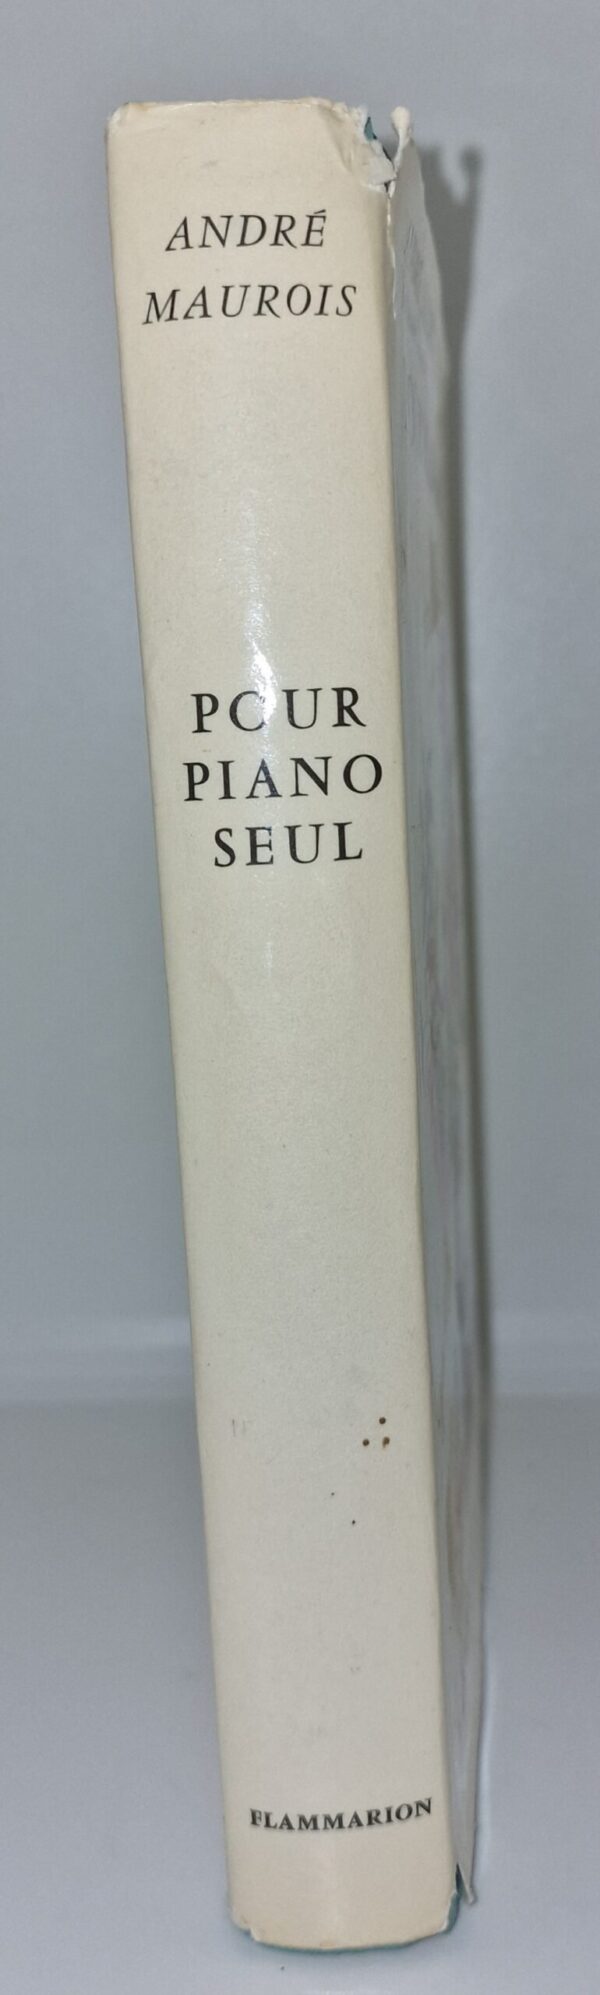 ANDRÉ
MAUROIS
POUR
PIANO
SEUL
FLAMMARION